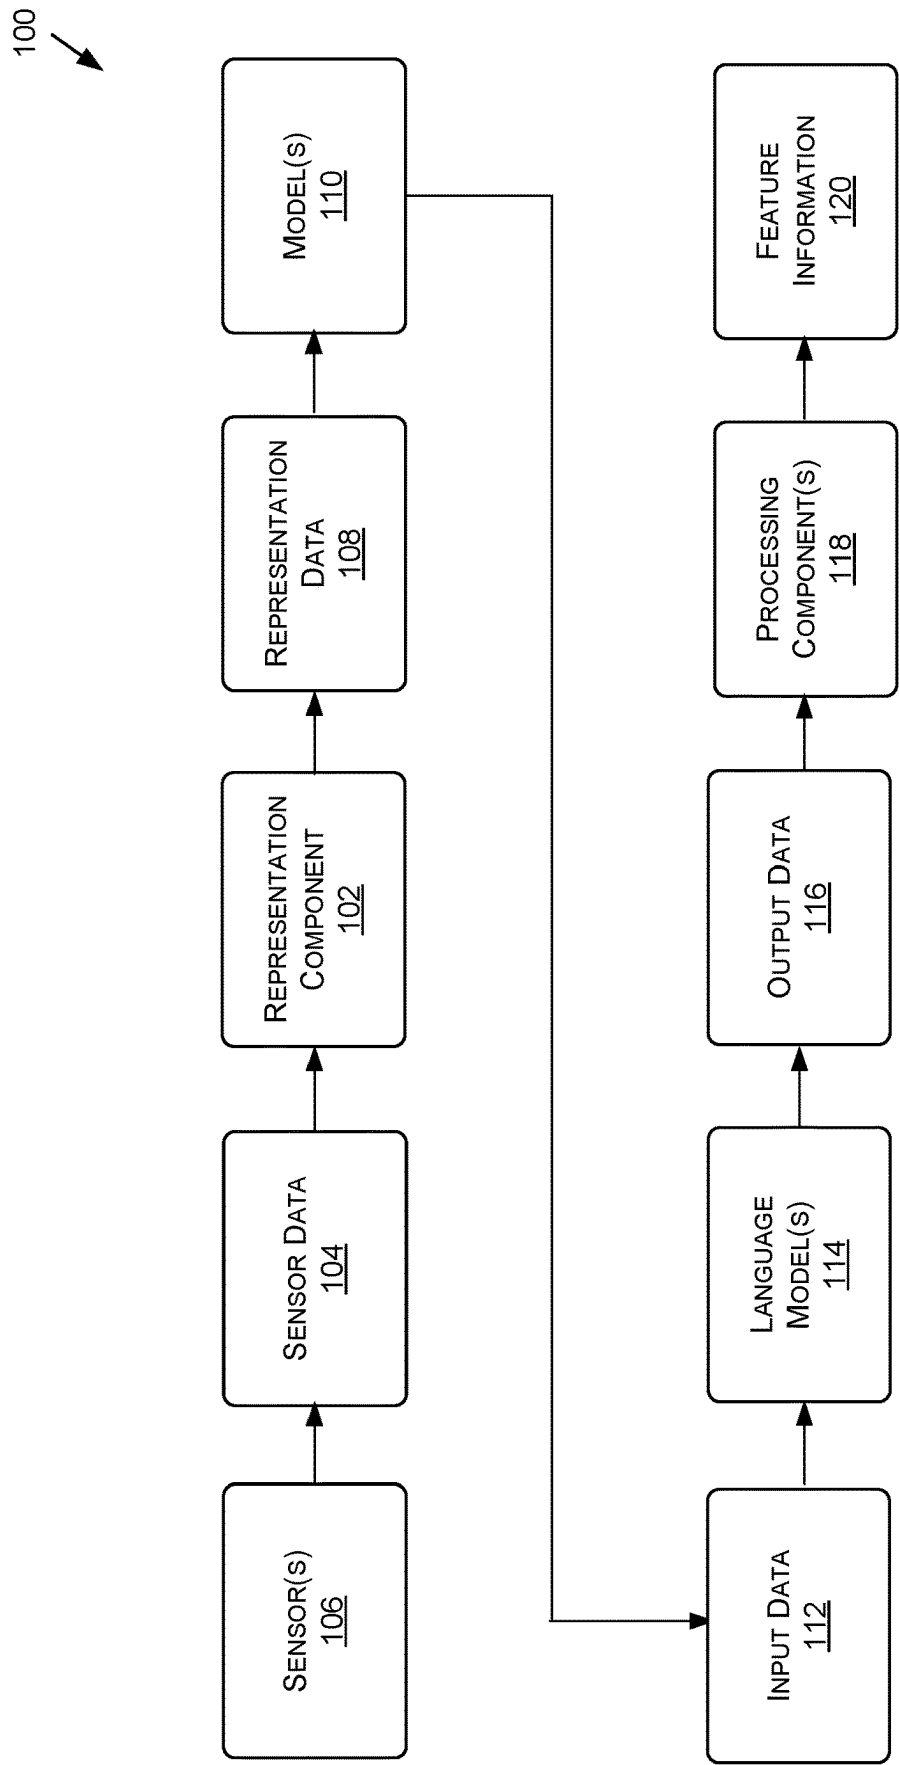 100
SENSOR(S)
106
SENSOR DATA
104
REPRESENTATION
COMPONENT
102
REPRESENTATION
DATA
108
MODEL(S)
110
INPUT DATA
112
LANGUAGE
MODEL(S)
114
OUTPUT DATA
116
PROCESSING
COMPONENT(S)
118
FEATURE
INFORMATION
120